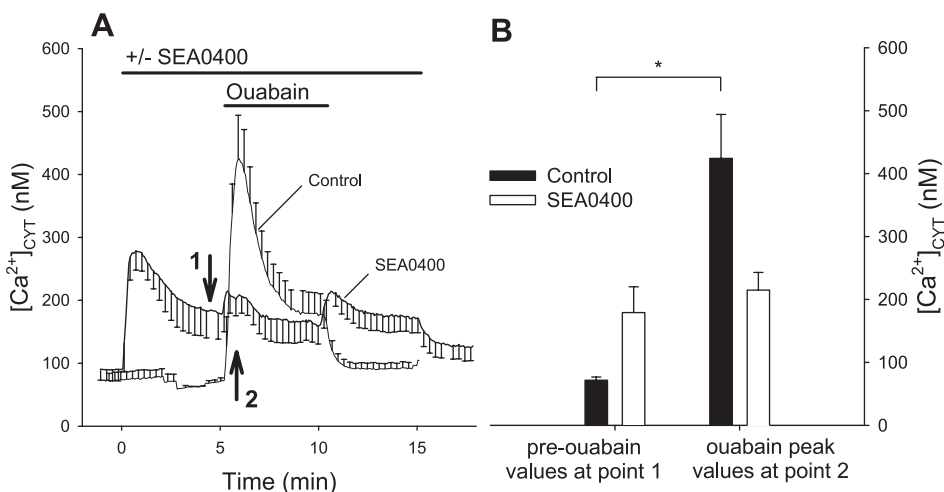 A
+/- SEA0400
Ouabain
Control
SEA0400
1
2
600
500
400
300
200
100
0
[Ca²⁺]CYT (nM)
0
5
10
15
Time (min)
B
*
Control
SEA0400
600
500
400
300
200
100
0
[Ca²⁺]CYT (nM)
pre-ouabain
values at point 1
ouabain peak
values at point 2